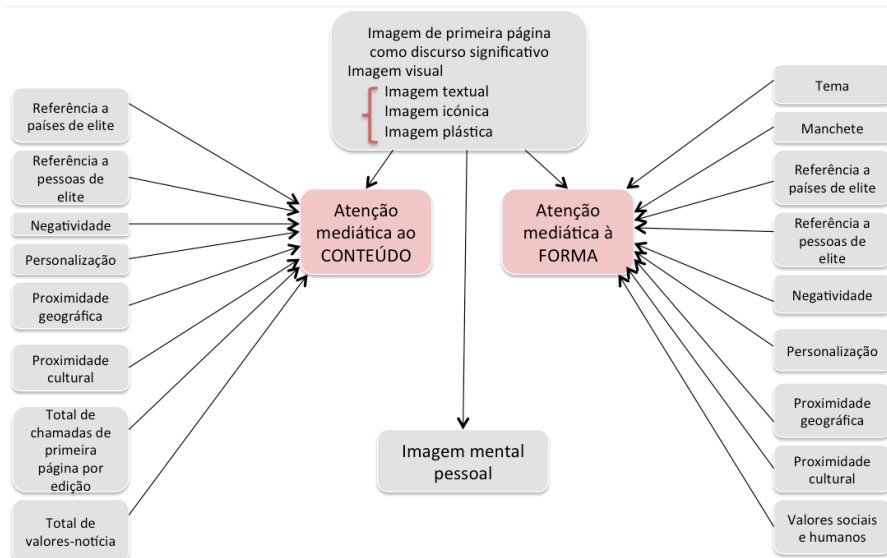 Imagem de primeira página
como discurso significativo
Imagem visual
Imagem textual
Imagem icónica
Imagem plástica
Referência a
países de elite
Referência a
pessoas de
elite
Negatividade
Personalização
Proximidade
geográfica
Proximidade
cultural
Total de
chamadas de
primeira
página por
edição
Total de
valores-notícia
Atenção
mediática ao
CONTEÚDO
Atenção
mediática à
FORMA
Imagem mental
pessoal
Tema
Manchete
Referência a
países de elite
Referência a
pessoas de
elite
Negatividade
Personalização
Proximidade
geográfica
Proximidade
cultural
Valores sociais
e humanos